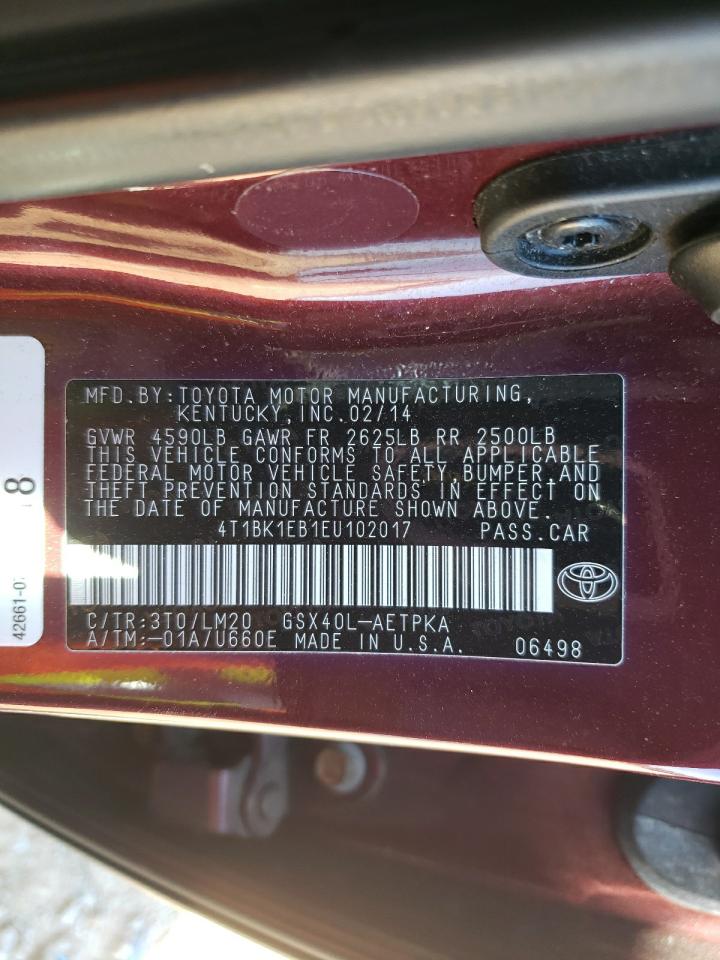 MFD.BY:TOYOTA MOTOR MANUFACTURING,
KENTUCKY,INC.02/14
GVWR 4590LB GAWR FR 2625LB RR 2500LB
THIS VEHICLE CONFORMS TO ALL APPLICABLE
FEDERAL MOTOR VEHICLE SAFETY,BUMPER,AND
THEFT PREVENTION STANDARDS IN EFFECT ON
THE DATE OF MANUFACTURE SHOWN ABOVE.
4T1BK1EB1EU102017 PASS.CAR
C/TR:3T0/LM20 GSX40L-AETPKA
A/TM:-01A/U660E MADE IN U.S.A. 06498
8